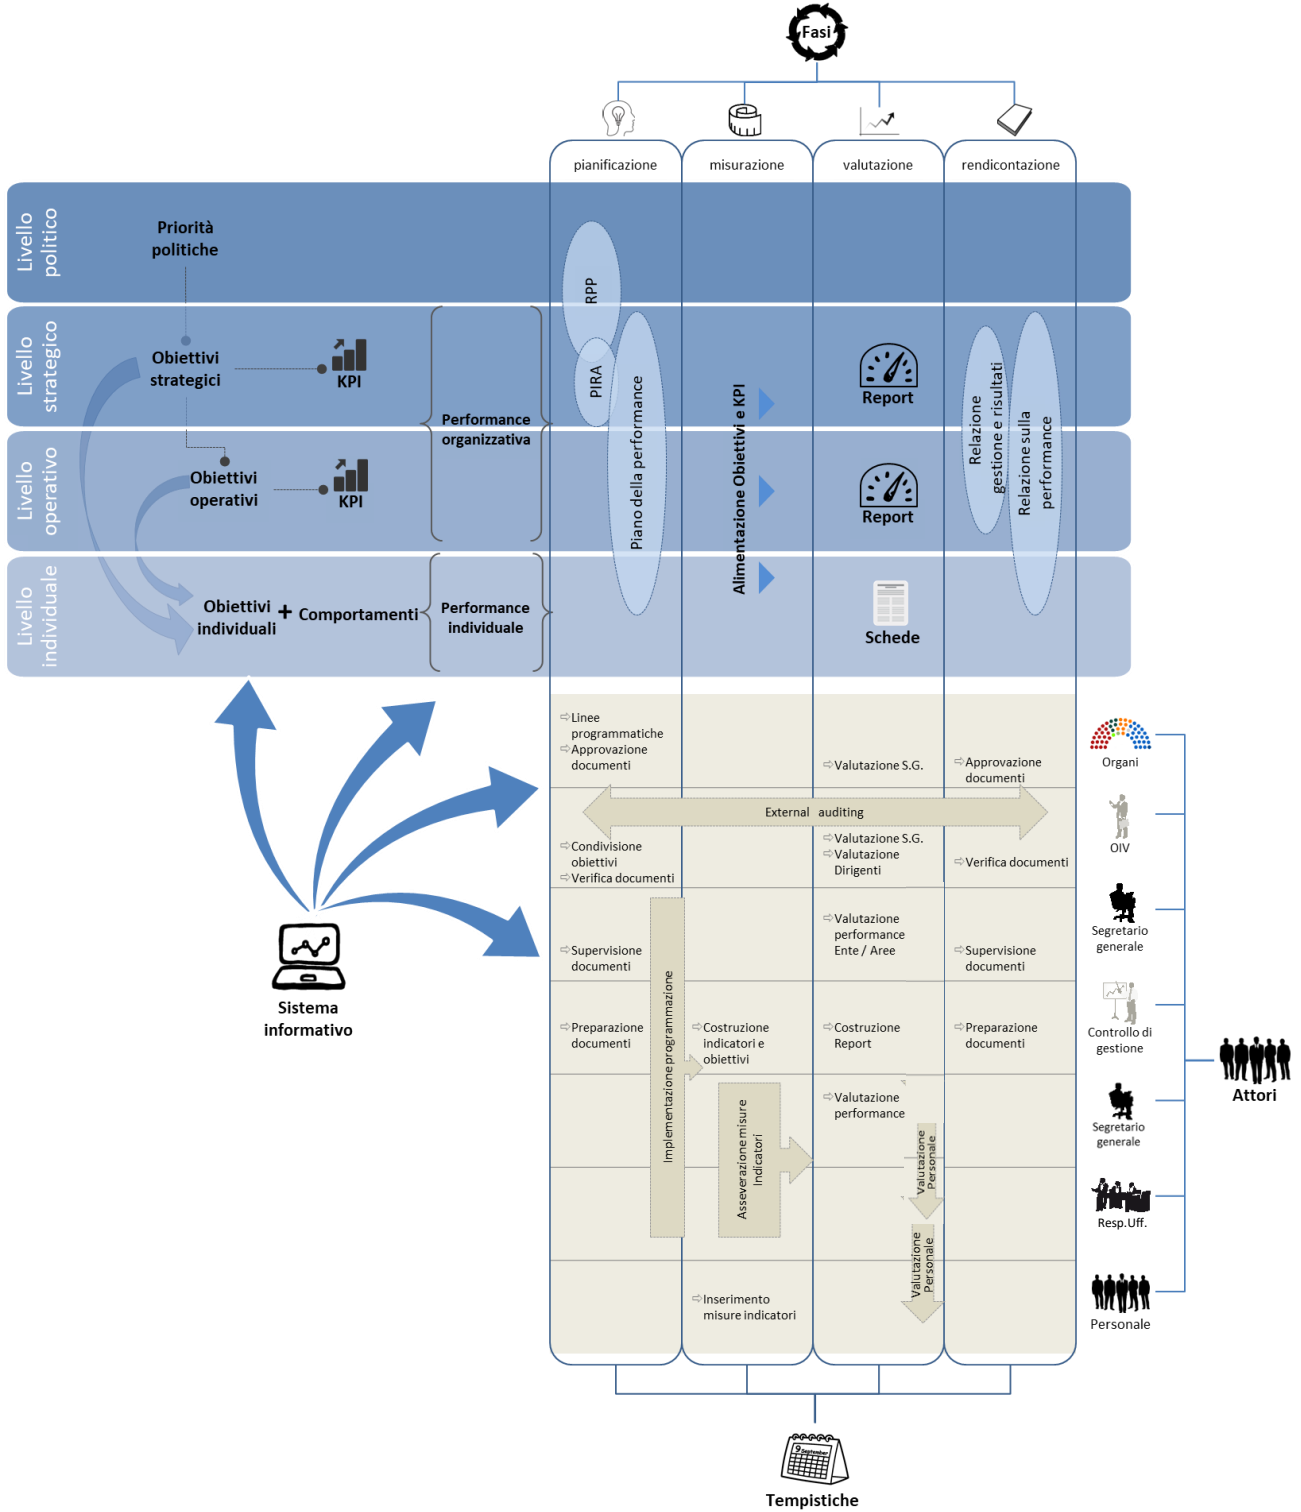 Fasi
pianificazione
misurazione
valutazione
rendicontazione
Livello
politico
Priorità
politiche
RPP
Livello
strategico
Obiettivi
strategici
KPI
PIRA
Report
Livello
operativo
Obiettivi
operativi
KPI
Performance
organizzativa
Piano della performance
Alimentazione Obiettivi e KPI
Report
Relazione
gestione e risultati
Relazione sulla
performance
Livello
individuale
Obiettivi
individuali
+
Comportamenti
Performance
individuale
Schede
Linee
programmatiche
Approvazione
documenti
Valutazione S.G.
Approvazione
documenti
Organi
External auditing
Condivisione
obiettivi
Verifica documenti
Valutazione S.G.
Valutazione
Dirigenti
Verifica documenti
OIV
Supervisione
documenti
Valutazione
performance
Ente / Aree
Supervisione
documenti
Segretario
generale
Sistema
informativo
Implementazione programmazione
Preparazione
documenti
Costruzione
indicatori e
obiettivi
Costruzione
Report
Preparazione
documenti
Controllo di
gestione
Attori
Asseverazione misure
Indicatori
Valutazione
performance
Segretario
generale
Valutazione
Personale
Resp.Uff.
Valutazione
Personale
Inserimento
misure indicatori
Personale
9 September
Tempistiche